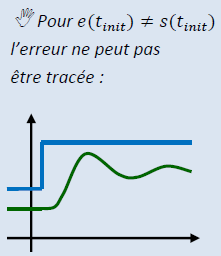 Pour e(t_init) ≠ s(t_init)
l'erreur ne peut pas
être tracée :